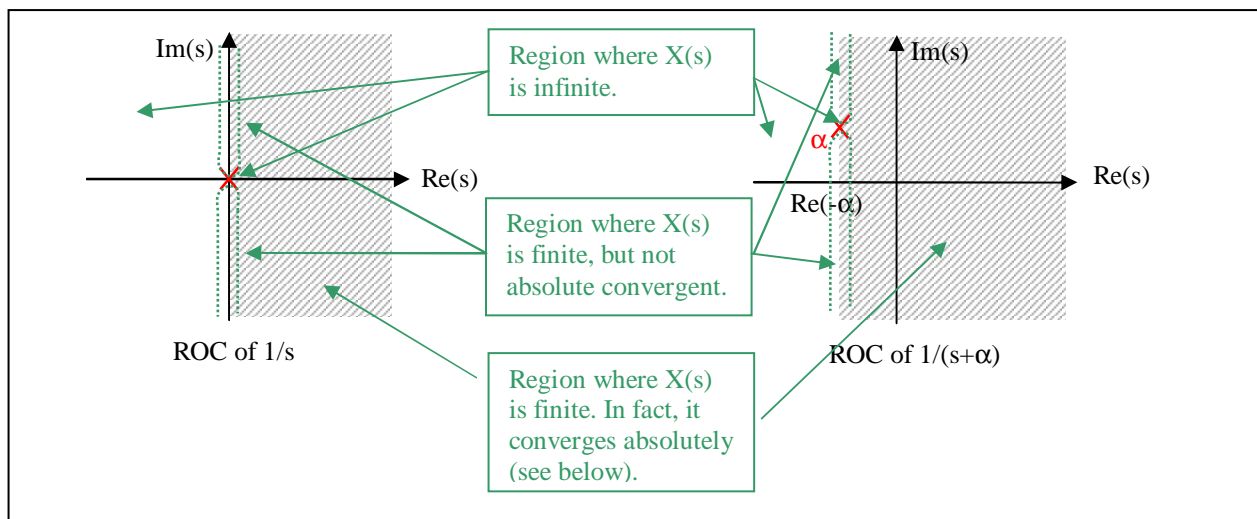 Im(s)
Region where X(s)
is infinite.
Im(s)
α
Re(s)
Re(s)
Re(-α)
Region where X(s)
is finite, but not
absolute convergent.
ROC of 1/s
ROC of 1/(s+α)
Region where X(s)
is finite. In fact, it
converges absolutely
(see below).